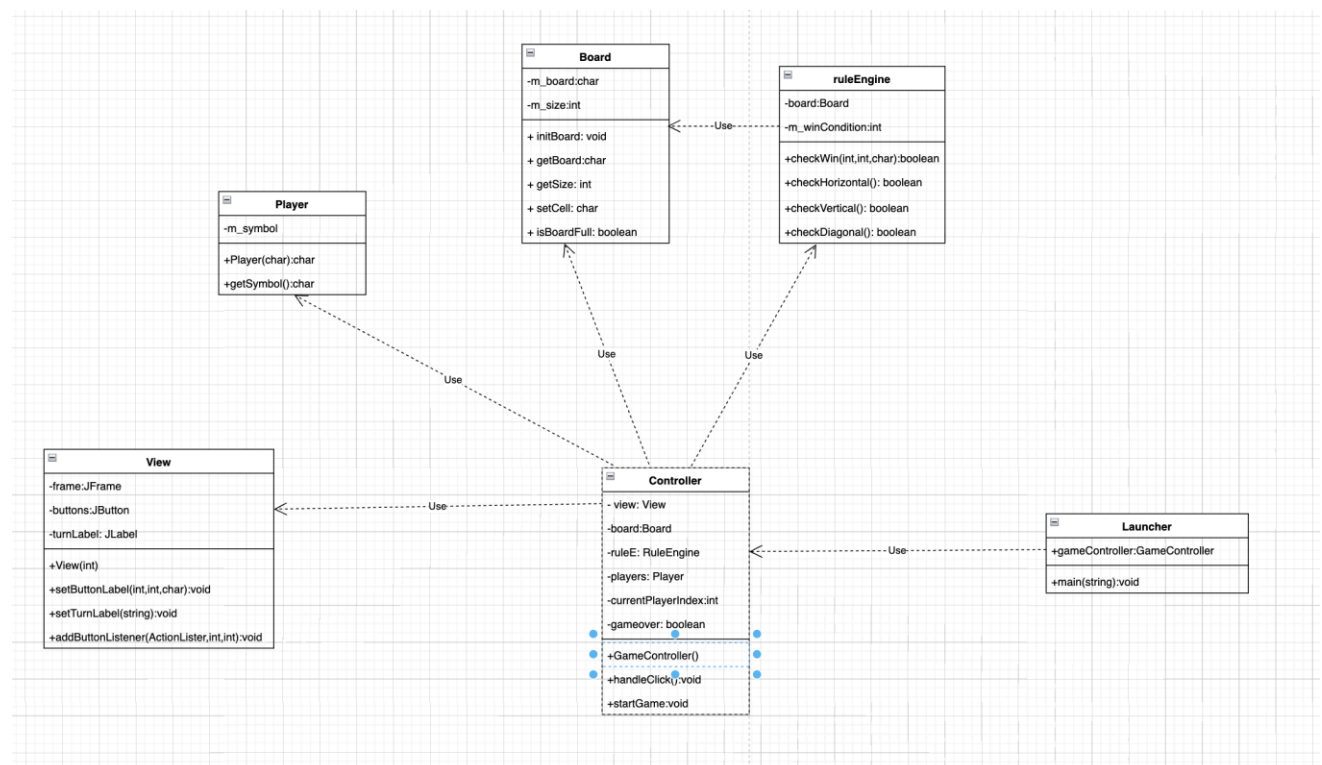 Board
-m_board:char
-m_size:int
+ initBoard: void
+ getBoard:char
+ getSize: int
+ setCell: char
+ isBoardFull: boolean
ruleEngine
-board:Board
-m_winCondition:int
+checkWin(int,int,char):boolean
+checkHorizontal(): boolean
+checkVertical(): boolean
+checkDiagonal(): boolean
Use
Player
-m_symbol
+Player(char):char
+getSymbol():char
Use
Use
Use
View
-frame:JFrame
-buttons:JButton
-turnLabel: JLabel
+View(int)
+setButtonLabel(int,int,char):void
+setTurnLabel(string):void
+addButtonListener(ActionLister,int,int):void
Use
Controller
- view: View
-board:Board
-ruleE: RuleEngine
-players: Player
-currentPlayerIndex:int
-gameover: boolean
+GameController()
+handleClick():void
+startGame:void
Use
Launcher
+gameController:GameController
+main(string):void